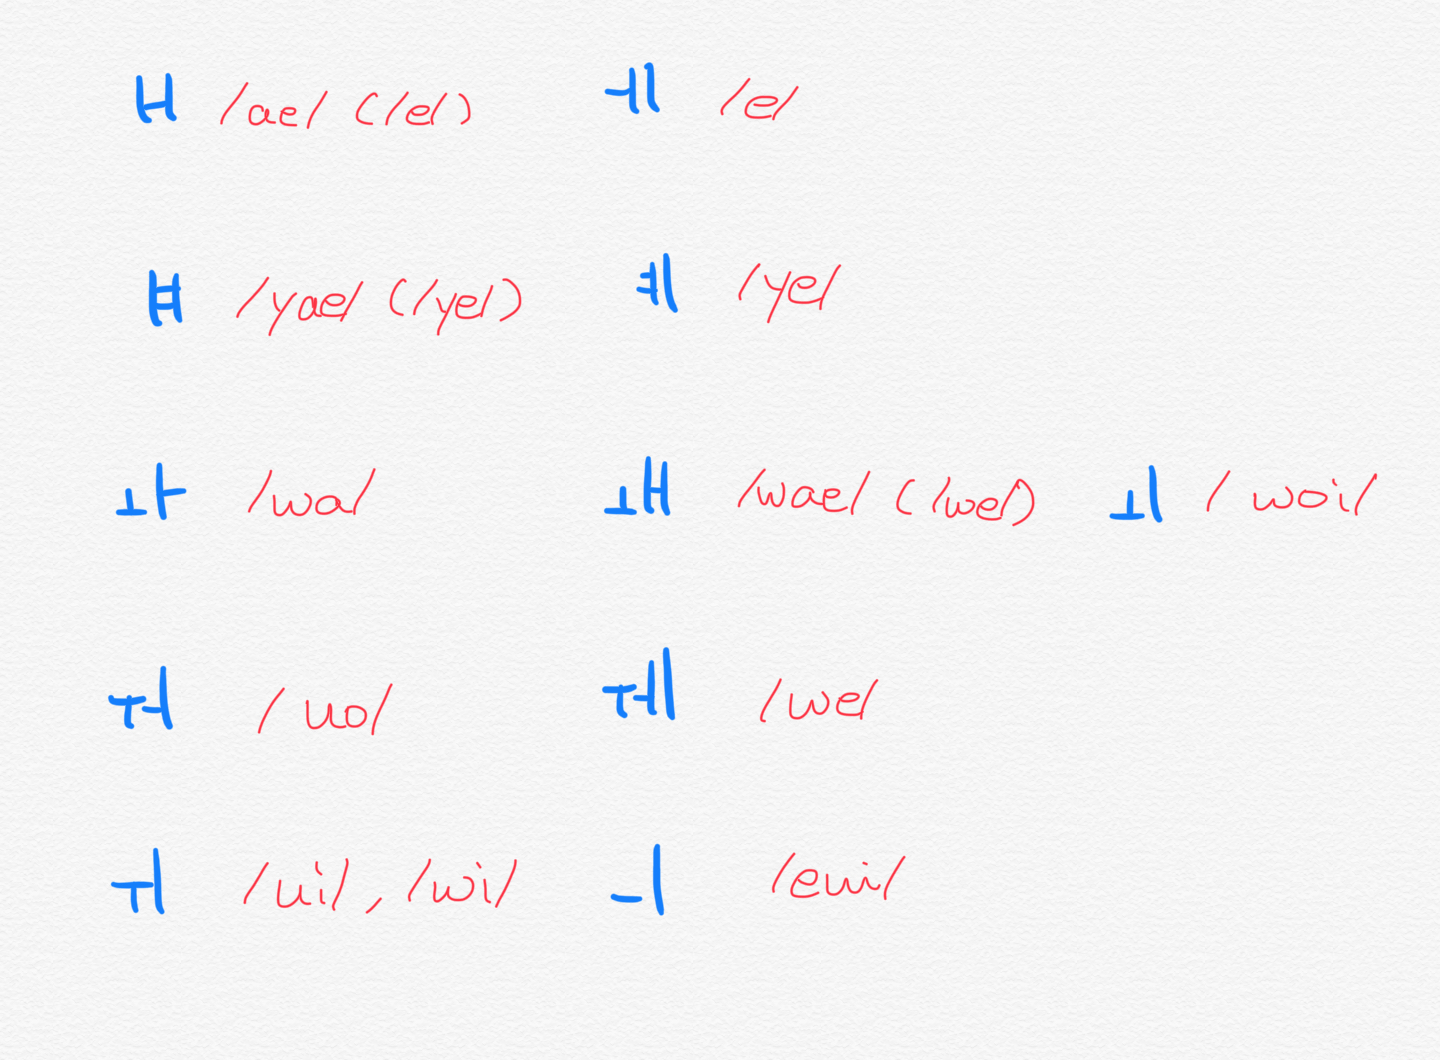 ㅐ /ae/ (/e/) ㅔ /e/
ㅒ /yae/ (/ye/) ㅖ /ye/
ㅘ /wa/ ㅙ /wae/ (/we/) ㅚ / woi/
ㅝ / uo/ ㅞ /we/
ㅟ /ui/, /wi/ ㅢ /eui/